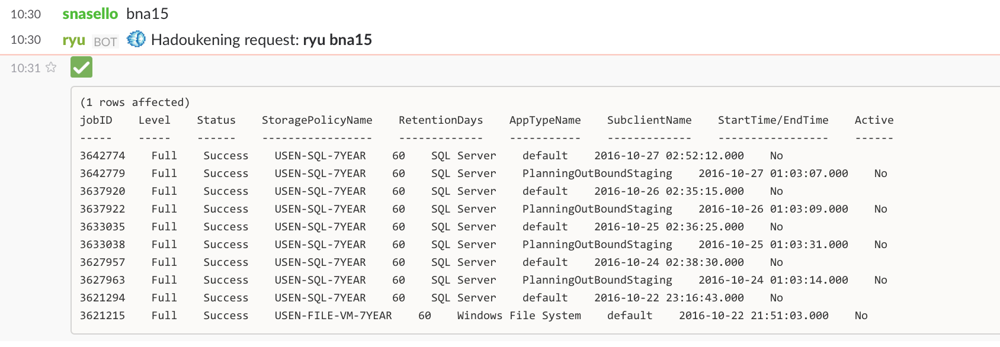 10:30 snasello bna15
10:30 ryu BOT Hadoukening request: ryu bna15
10:31
(1 rows affected)
jobID    Level    Status    StoragePolicyName    RetentionDays    AppTypeName    SubclientName    StartTime/EndTime    Active
-----    -----    ------    -----------------    -------------    -----------    -------------    -----------------    ------
3642774    Full    Success    USEN-SQL-7YEAR    60    SQL Server    default    2016-10-27 02:52:12.000    No
3642779    Full    Success    USEN-SQL-7YEAR    60    SQL Server    PlanningOutBoundStaging    2016-10-27 01:03:07.000    No
3637920    Full    Success    USEN-SQL-7YEAR    60    SQL Server    default    2016-10-26 02:35:15.000    No
3637922    Full    Success    USEN-SQL-7YEAR    60    SQL Server    PlanningOutBoundStaging    2016-10-26 01:03:09.000    No
3633035    Full    Success    USEN-SQL-7YEAR    60    SQL Server    default    2016-10-25 02:36:25.000    No
3633038    Full    Success    USEN-SQL-7YEAR    60    SQL Server    PlanningOutBoundStaging    2016-10-25 01:03:31.000    No
3627957    Full    Success    USEN-SQL-7YEAR    60    SQL Server    default    2016-10-24 02:38:30.000    No
3627963    Full    Success    USEN-SQL-7YEAR    60    SQL Server    PlanningOutBoundStaging    2016-10-24 01:03:14.000    No
3621294    Full    Success    USEN-SQL-7YEAR    60    SQL Server    default    2016-10-22 23:16:43.000    No
3621215    Full    Success    USEN-FILE-VM-7YEAR    60    Windows File System    default    2016-10-22 21:51:03.000    No